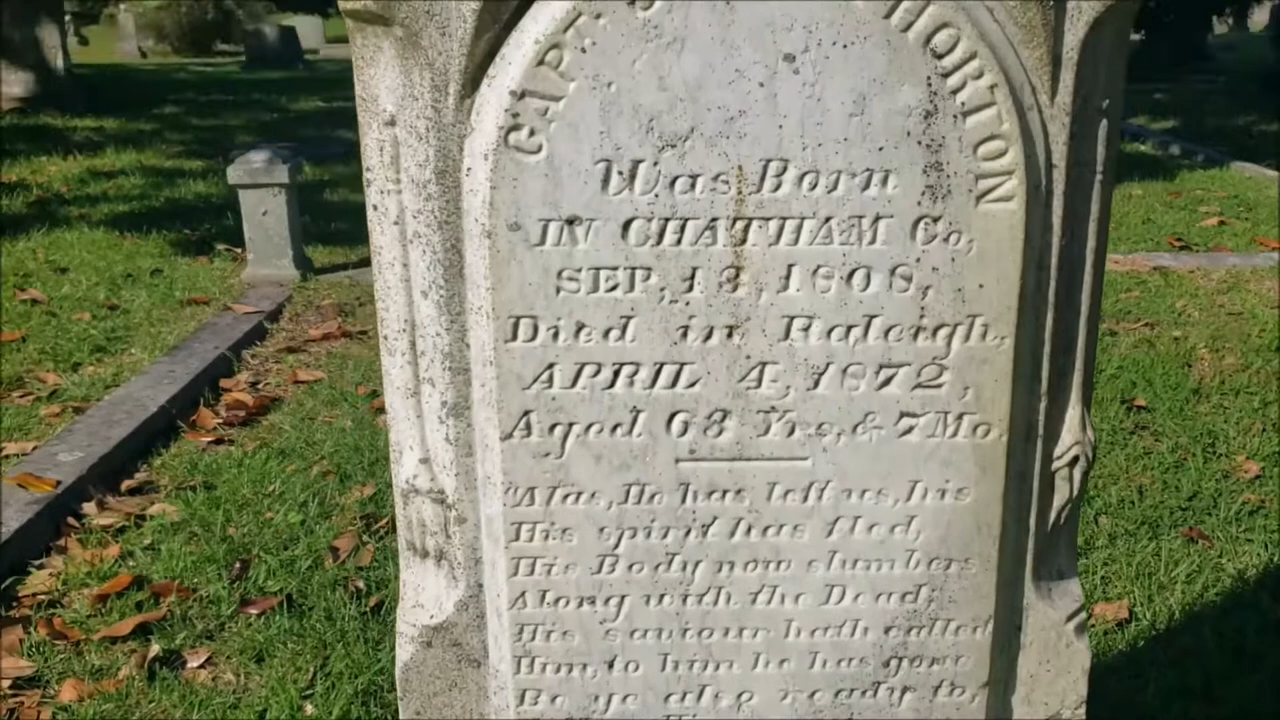 CAPT. HORTON
Was Born
IN CHATHAM Co,
SEP, 13, 1808,
Died in Raleigh,
APRIL 4, 1872,
Aged 63 Yrs, & 7 Mo.
Alas, He has left us, his
His spirit has fled,
His Body now slumbers
Along with the Dead,
His saviour hath called
Him, to him he has gone
Be ye also ready to,